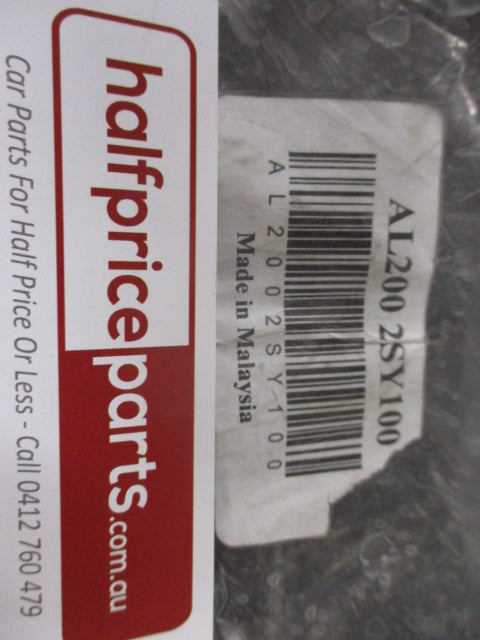 halfpriceparts.com.au
Car Parts For Half Price Or Less - Call 0412 760 479
AL200 2SY100
AL2002SY100
Made in Malaysia